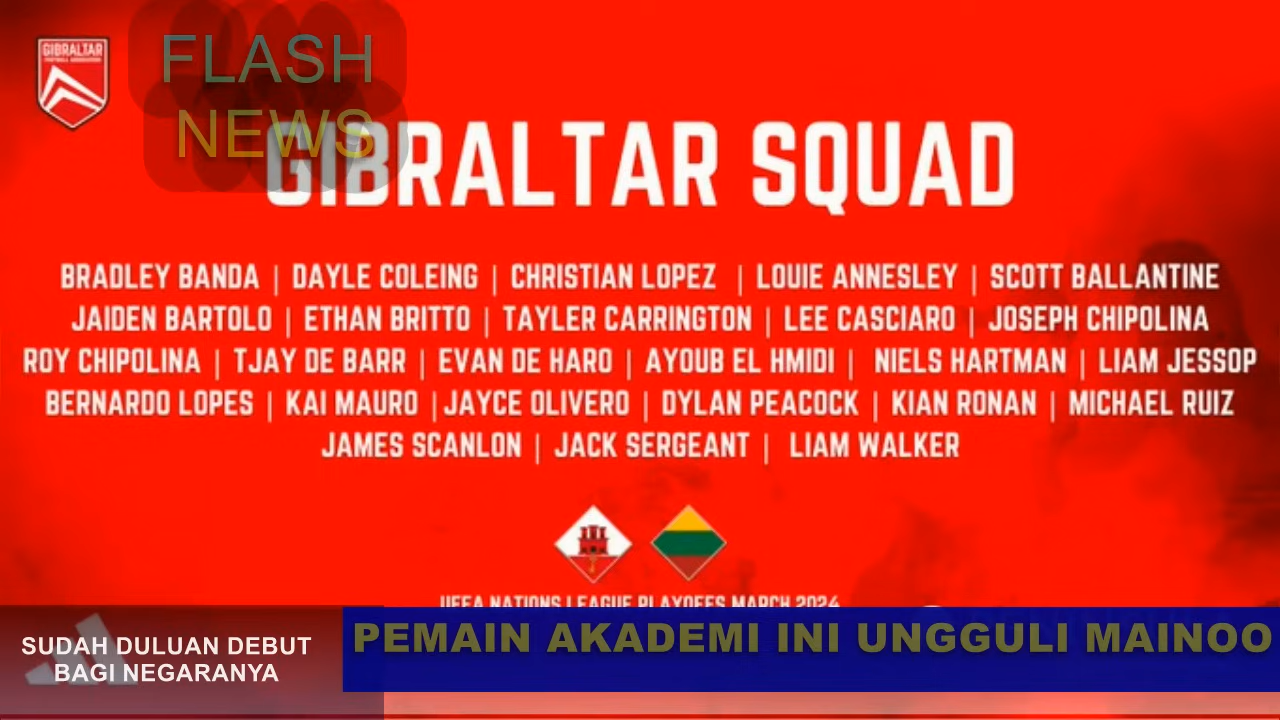 GIBRALTAR
FOOTBALL ASSOCIATION
FLASH
NEWS
GIBRALTAR SQUAD
BRADLEY BANDA | DAYLE COLEING | CHRISTIAN LOPEZ | LOUIE ANNESLEY | SCOTT BALLANTINE
JAIDEN BARTOLO | ETHAN BRITTO | TAYLER CARRINGTON | LEE CASCIARO | JOSEPH CHIPOLINA
ROY CHIPOLINA | TJAY DE BARR | EVAN DE HARO | AYOUB EL HMIDI | NIELS HARTMAN | LIAM JESSOP
BERNARDO LOPES | KAI MAURO | JAYCE OLIVERO | DYLAN PEACOCK | KIAN RONAN | MICHAEL RUIZ
JAMES SCANLON | JACK SERGEANT | LIAM WALKER
UEFA NATIONS LEAGUE PLAYOFFS MARCH 2024
SUDAH DULUAN DEBUT
BAGI NEGARANYA
PEMAIN AKADEMI INI UNGGULI MAINOO